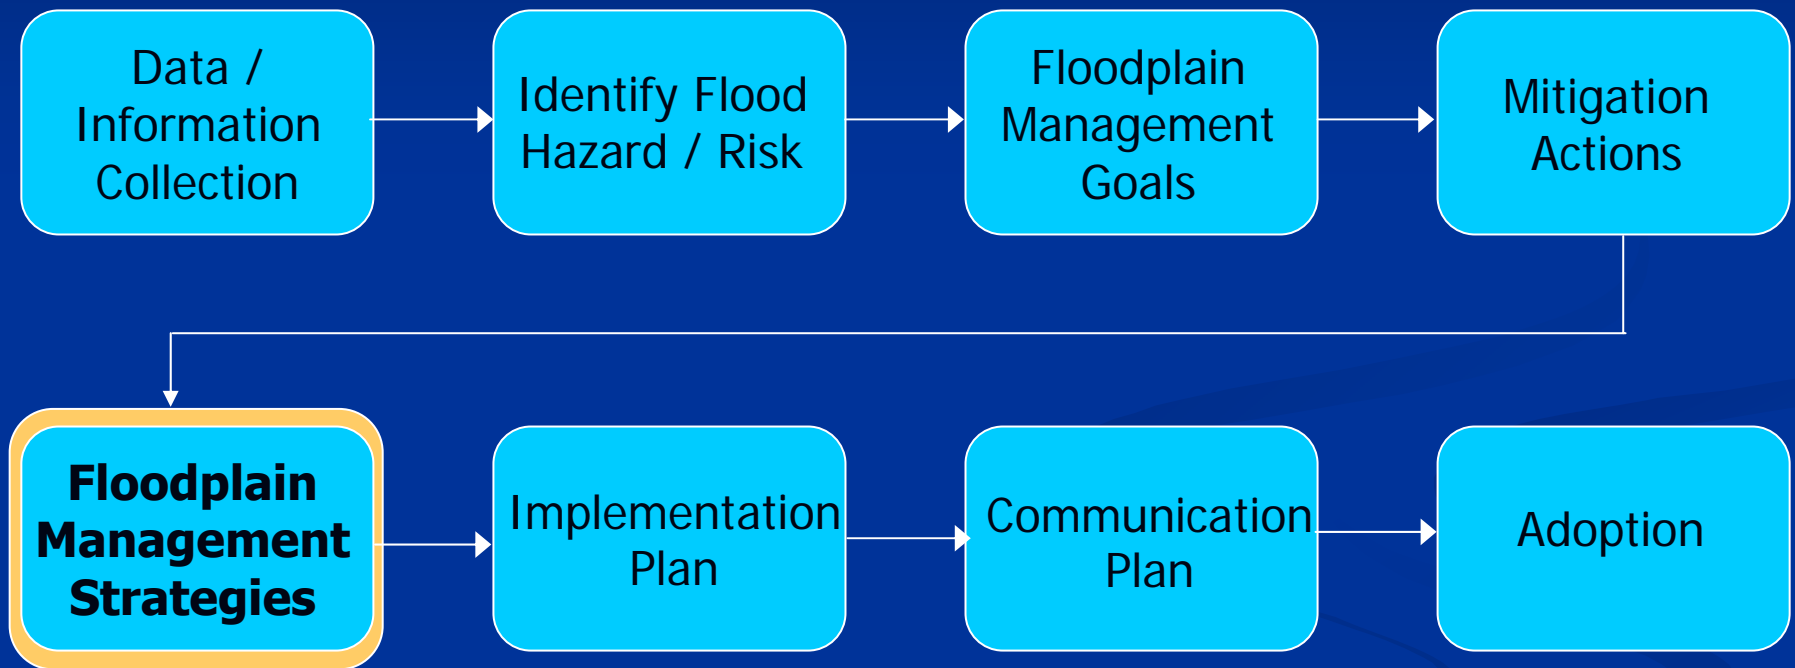 Data /
Information
Collection
Identify Flood
Hazard / Risk
Floodplain
Management
Goals
Mitigation
Actions
Floodplain
Management
Strategies
Implementation
Plan
Communication
Plan
Adoption